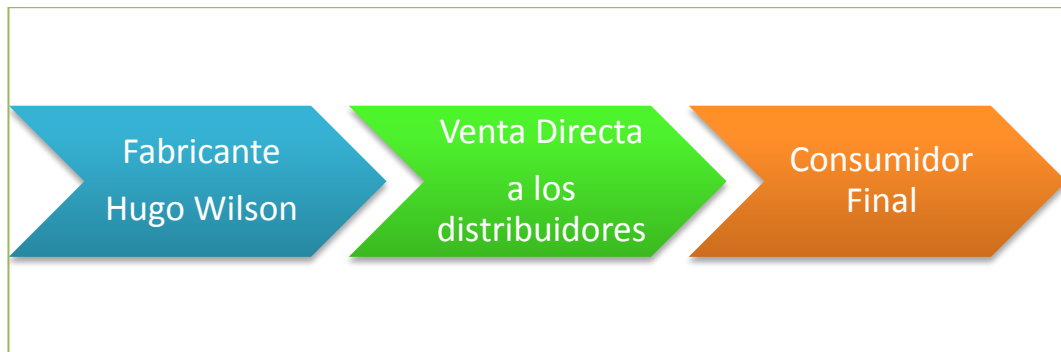 Fabricante
Hugo Wilson
Venta Directa
a los
distribuidores
Consumidor
Final